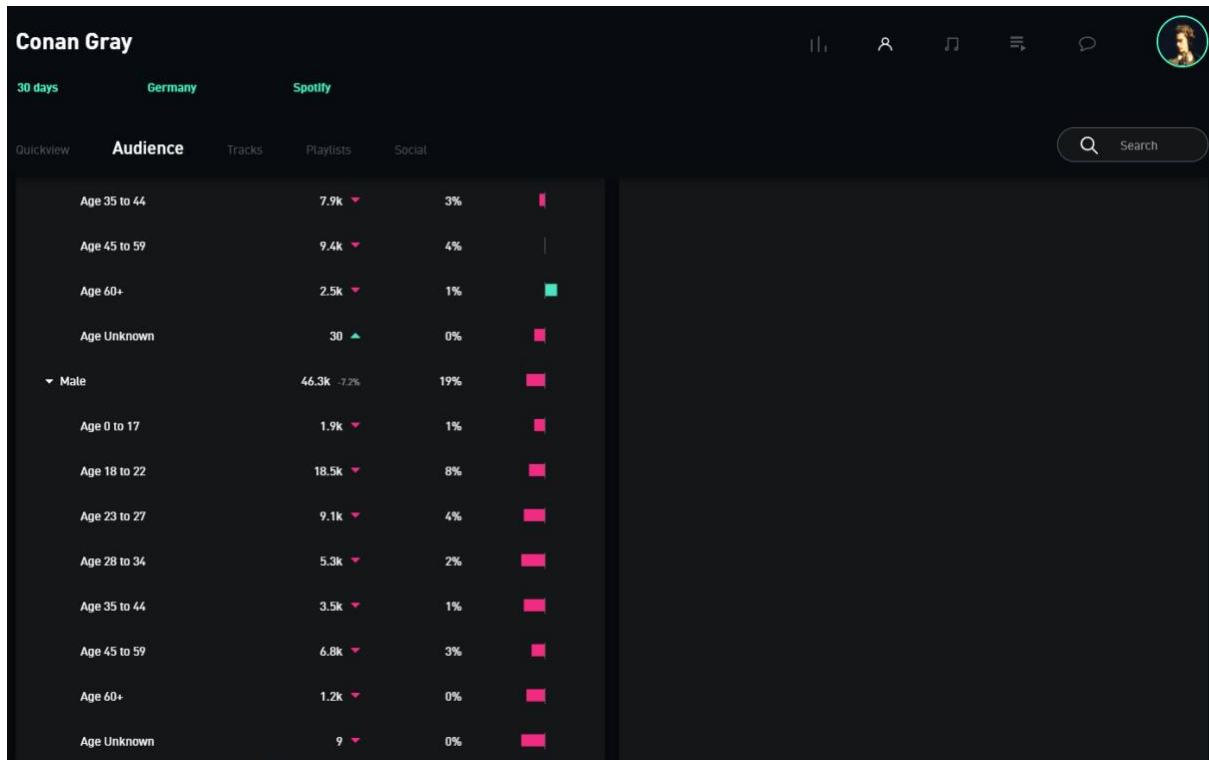 Conan Gray
30 days Germany Spotify
Quickview Audience Tracks Playlists Social
Search
Age 35 to 44 7.9k 3%
Age 45 to 59 9.4k 4%
Age 60+ 2.5k 1%
Age Unknown 30 0%
Male 46.3k -7.2% 19%
Age 0 to 17 1.9k 1%
Age 18 to 22 18.5k 8%
Age 23 to 27 9.1k 4%
Age 28 to 34 5.3k 2%
Age 35 to 44 3.5k 1%
Age 45 to 59 6.8k 3%
Age 60+ 1.2k 0%
Age Unknown 9 0%